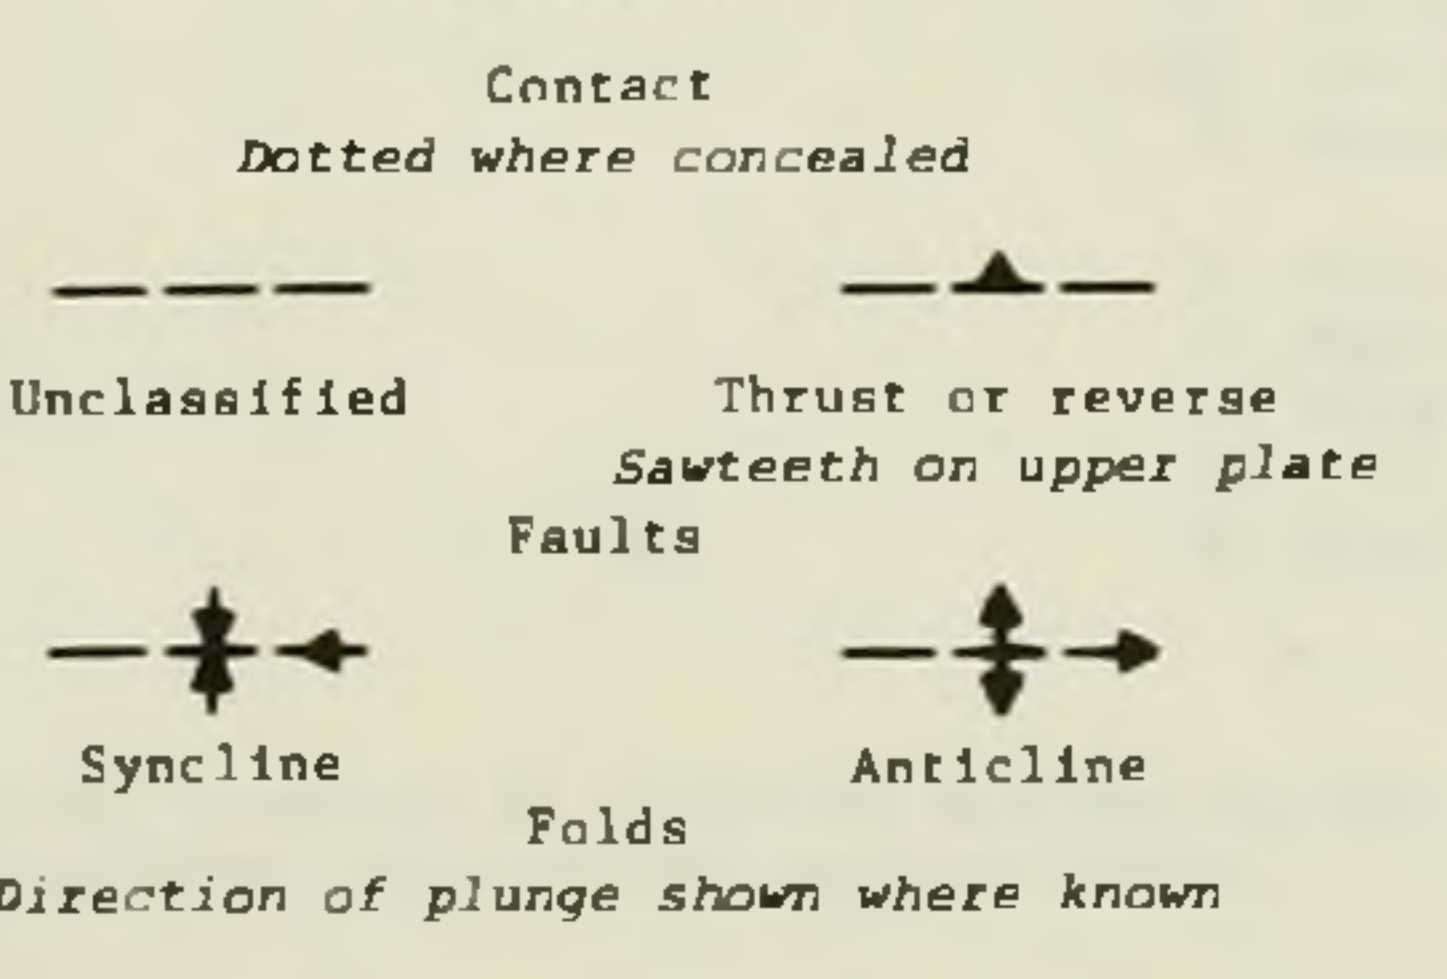 Contact
Dotted where concealed
Unclassified
Thrust or reverse
Sawteeth on upper plate
Faults
Syncline
Anticline
Folds
Direction of plunge shown where known